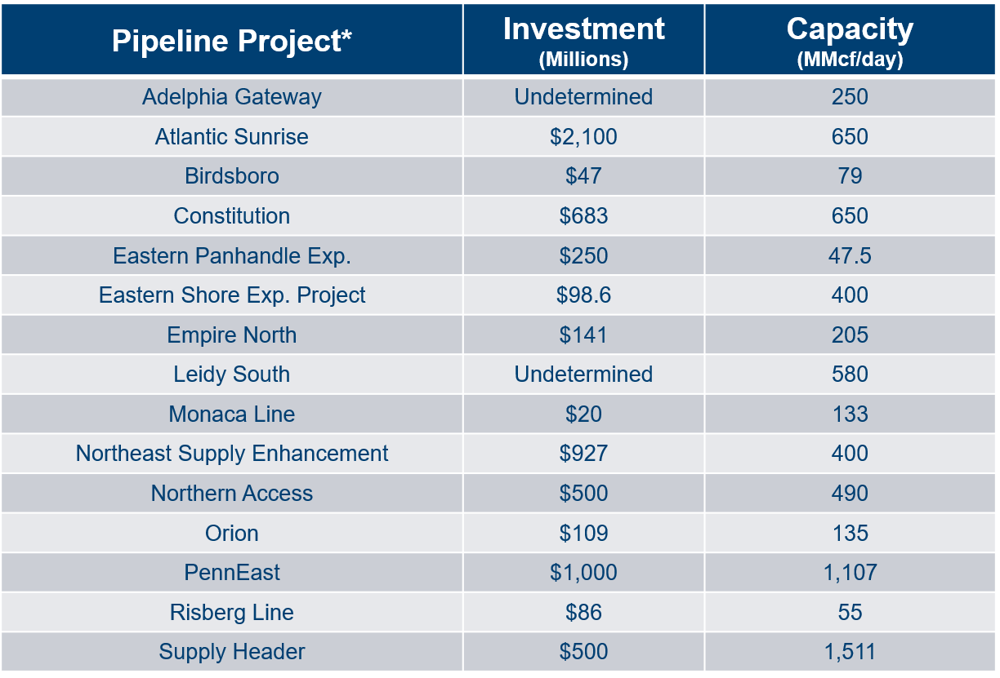 Pipeline Project* Investment Capacity
(Millions) (MMcf/day)
Adelphia Gateway Undetermined 250
Atlantic Sunrise $2,100 650
Birdsboro $47 79
Constitution $683 650
Eastern Panhandle Exp. $250 47.5
Eastern Shore Exp. Project $98.6 400
Empire North $141 205
Leidy South Undetermined 580
Monaca Line $20 133
Northeast Supply Enhancement $927 400
Northern Access $500 490
Orion $109 135
PennEast $1,000 1,107
Risberg Line $86 55
Supply Header $500 1,511